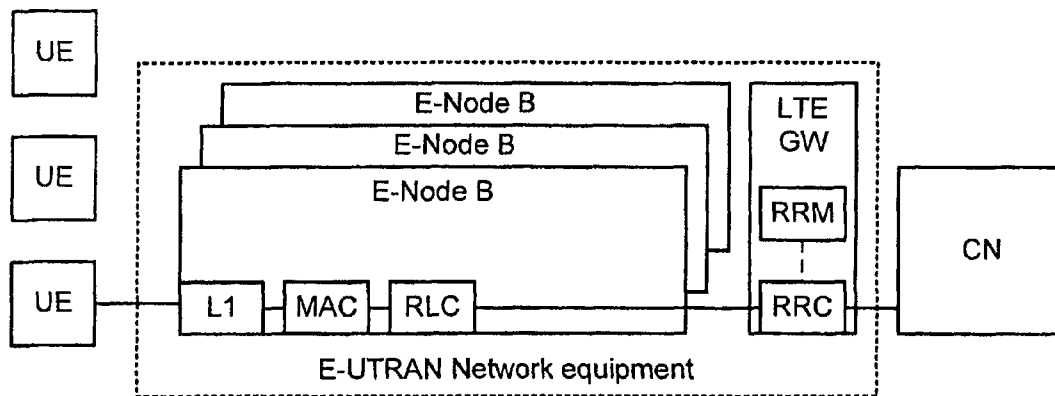 UE
UE
UE
E-Node B
E-Node B
E-Node B
L1
MAC
RLC
LTE
GW
RRM
RRC
CN
E-UTRAN Network equipment